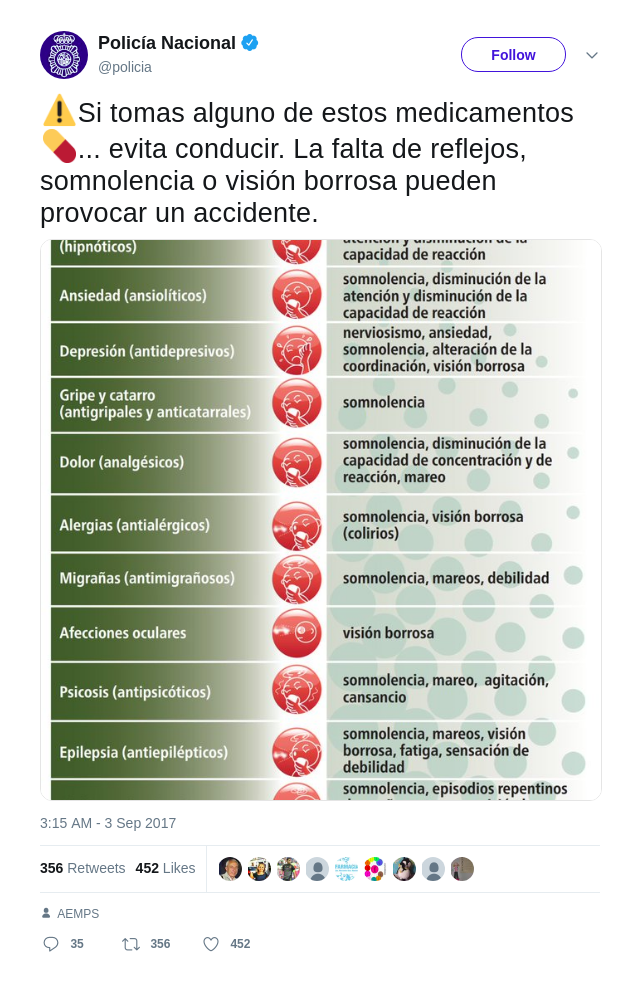 Policía Nacional
@policia
Follow
⚠️Si tomas alguno de estos medicamentos
💊... evita conducir. La falta de reflejos,
somnolencia o visión borrosa pueden
provocar un accidente.
(hipnóticos)
atención y disminución de la
capacidad de reacción
Ansiedad (ansiolíticos)
somnolencia, disminución de la
atención y disminución de la
capacidad de reacción
Depresión (antidepresivos)
nerviosismo, ansiedad,
somnolencia, alteración de la
coordinación, visión borrosa
Gripe y catarro
(antigripales y anticatarrales)
somnolencia
Dolor (analgésicos)
somnolencia, disminución de la
capacidad de concentración y de
reacción, mareo
Alergias (antialérgicos)
somnolencia, visión borrosa
(colirios)
Migrañas (antimigrañosos)
somnolencia, mareos, debilidad
Afecciones oculares
visión borrosa
Psicosis (antipsicóticos)
somnolencia, mareo, agitación,
cansancio
Epilepsia (antiepilépticos)
somnolencia, mareos, visión
borrosa, fatiga, sensación de
debilidad
somnolencia, episodios repentinos
3:15 AM - 3 Sep 2017
356 Retweets 452 Likes
FARMACIA
AEMPS
35 356 452